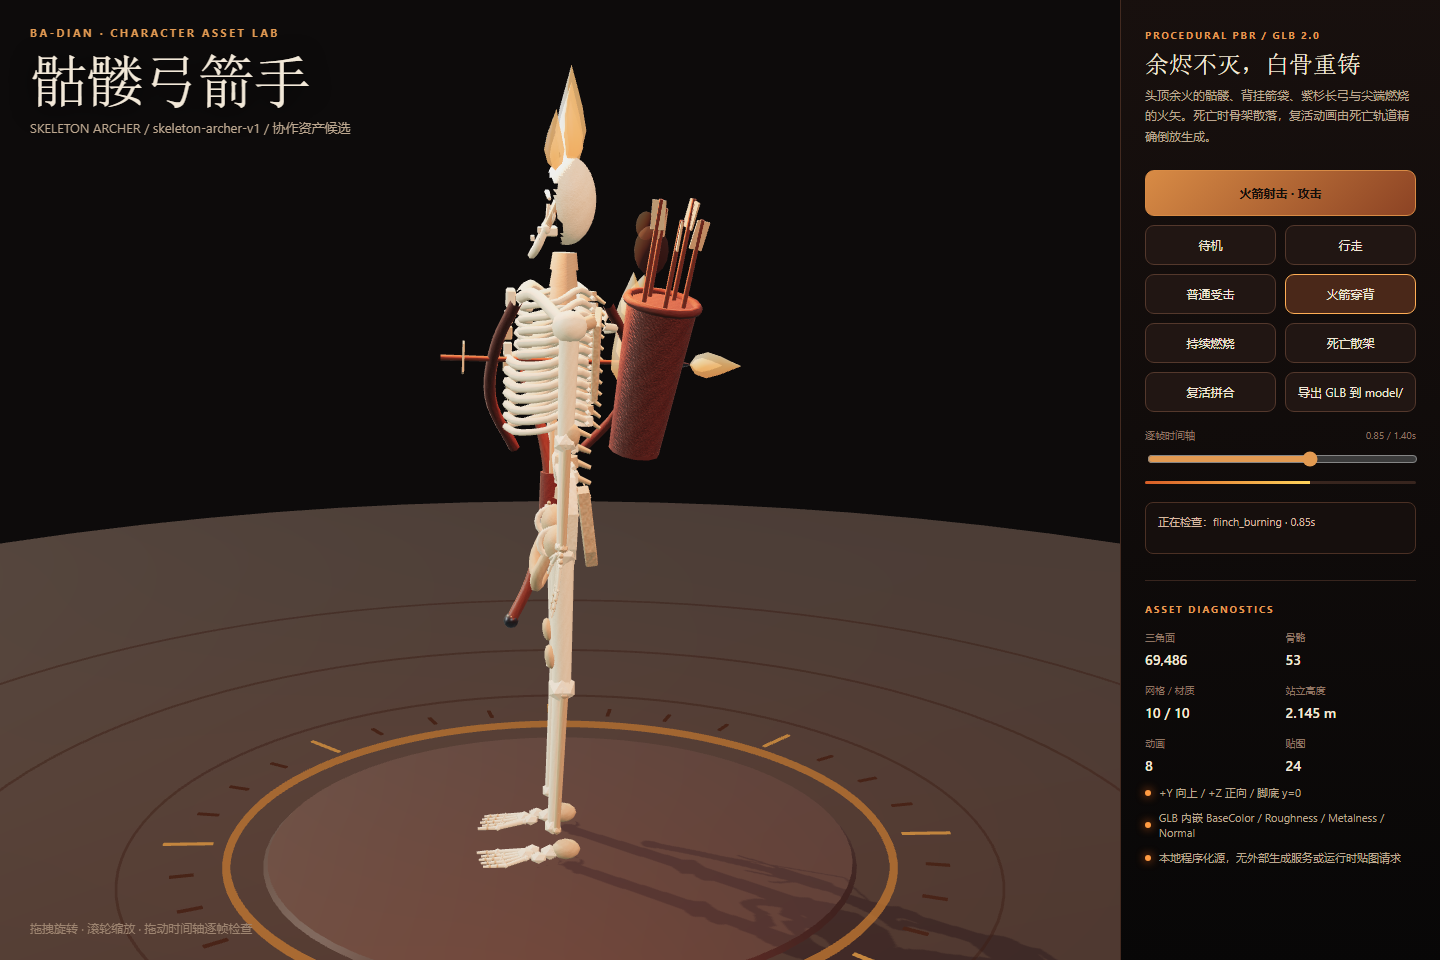 BA-DIAN · CHARACTER ASSET LAB
骷髅弓箭手
SKELETON ARCHER / skeleton-archer-v1 / 协作资产候选
拖拽旋转 · 滚轮缩放 · 拖动时间轴逐帧检查
PROCEDURAL PBR / GLB 2.0
余烬不灭，白骨重铸
头顶余火的骷髅、背挂箭袋、紫杉长弓与尖端燃烧
的火矢。死亡时骨架散落，复活动画由死亡轨道精
确倒放生成。
火箭射击 · 攻击
待机
行走
普通受击
火箭穿背
持续燃烧
死亡散架
复活拼合
导出 GLB 到 model/
逐帧时间轴
0.85 / 1.40s
正在检查：flinch_burning · 0.85s
ASSET DIAGNOSTICS
三角面
骨骼
69,486
53
网格 / 材质
站立高度
10 / 10
2.145 m
动画
贴图
8
24
+Y 向上 / +Z 正向 / 脚底 y=0
GLB 内嵌 BaseColor / Roughness / Metalness /
Normal
本地程序化源，无外部生成服务或运行时贴图请求